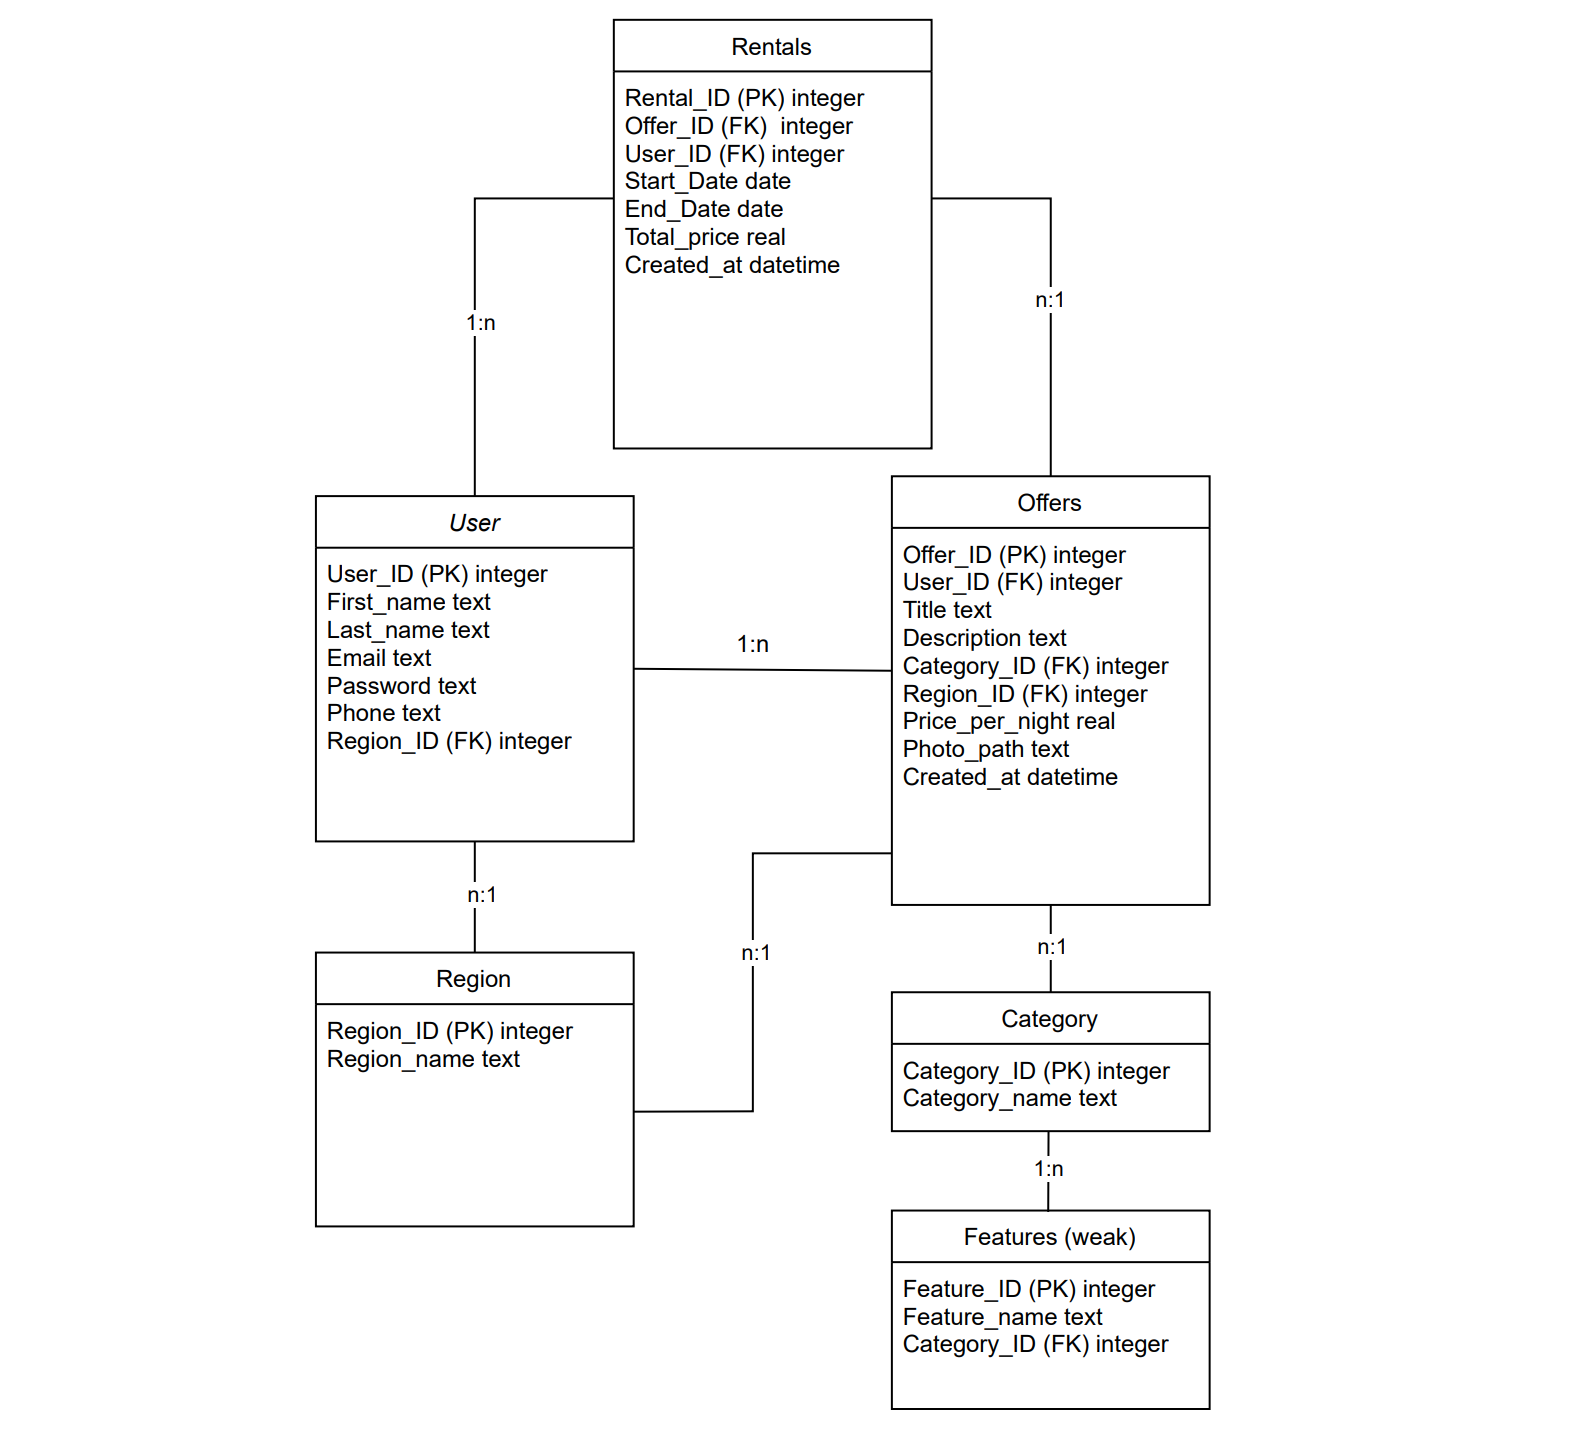 Rentals
Rental_ID (PK) integer
Offer_ID (FK)  integer
User_ID (FK) integer
Start_Date date
End_Date date
Total_price real
Created_at datetime
1:n
n:1
User
User_ID (PK) integer
First_name text
Last_name text
Email text
Password text
Phone text
Region_ID (FK) integer
1:n
Offers
Offer_ID (PK) integer
User_ID (FK) integer
Title text
Description text
Category_ID (FK) integer
Region_ID (FK) integer
Price_per_night real
Photo_path text
Created_at datetime
n:1
n:1
n:1
Region
Region_ID (PK) integer
Region_name text
Category
Category_ID (PK) integer
Category_name text
1:n
Features (weak)
Feature_ID (PK) integer
Feature_name text
Category_ID (FK) integer